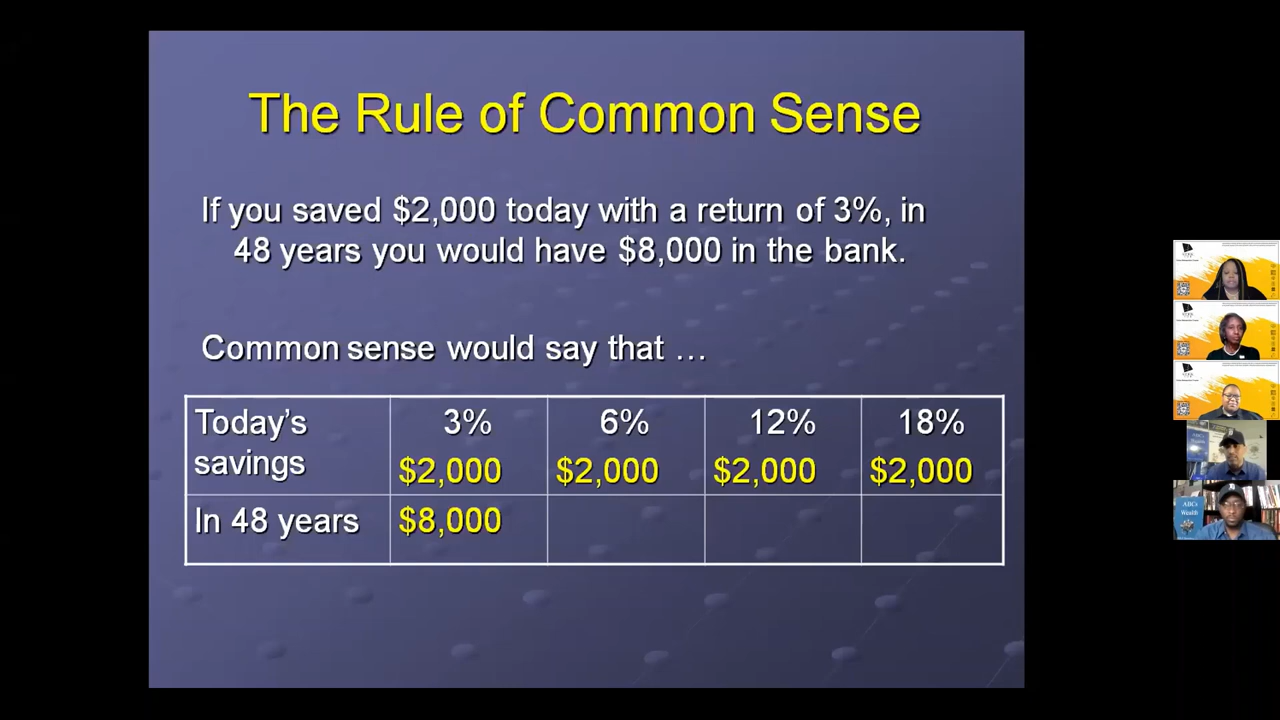 The Rule of Common Sense
If you saved $2,000 today with a return of 3%, in
48 years you would have $8,000 in the bank.
Common sense would say that …
Today's savings
3%
$2,000
6%
$2,000
12%
$2,000
18%
$2,000
In 48 years
$8,000
ABCs
Wealth